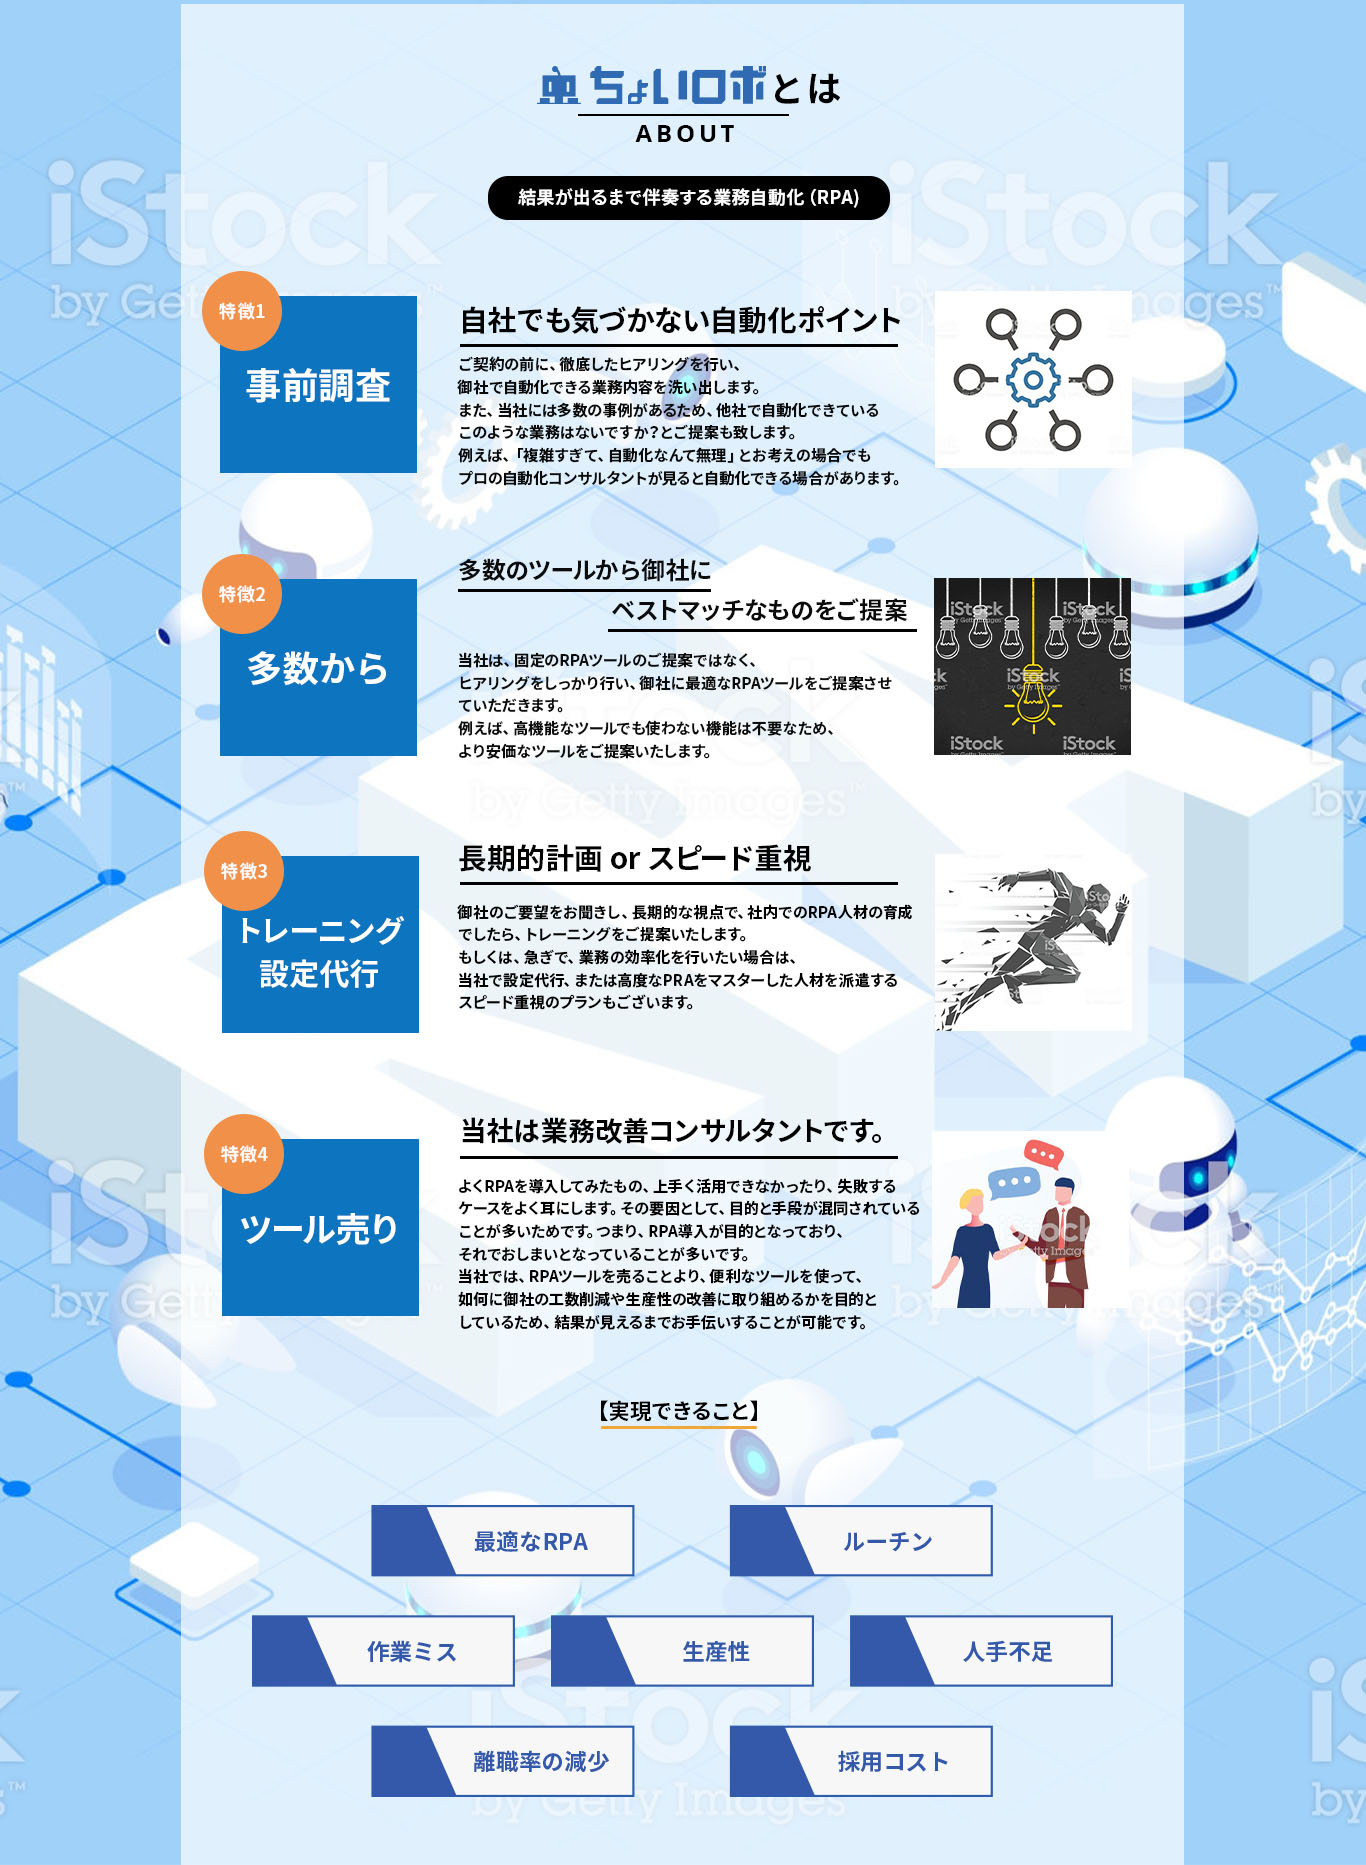 ちょいロボとは
ABOUT
結果が出るまで伴奏する業務自動化（RPA）
特徴1
事前調査
自社でも気づかない自動化ポイント
ご契約の前に、徹底したヒアリングを行い、
御社で自動化できる業務内容を洗い出します。
また、当社には多数の事例があるため、他社で自動化できている
このような業務はないですか？とご提案も致します。
例えば、「複雑すぎて、自動化なんて無理」とお考えの場合でも
プロの自動化コンサルタントが見ると自動化できる場合があります。
特徴2
多数から
多数のツールから御社に
ベストマッチなものをご提案
当社は、固定のRPAツールのご提案ではなく、
ヒアリングをしっかり行い、御社に最適なRPAツールをご提案させ
ていただきます。
例えば、高機能なツールでも使わない機能は不要なため、
より安価なツールをご提案いたします。
特徴3
トレーニング
設定代行
長期的計画 or スピード重視
御社のご要望をお聞きし、長期的な視点で、社内でのRPA人材の育成
でしたら、トレーニングをご提案いたします。
もしくは、急ぎで、業務の効率化を行いたい場合は、
当社で設定代行、または高度なPRAをマスターした人材を派遣する
スピード重視のプランもございます。
特徴4
ツール売り
当社は業務改善コンサルタントです。
よくRPAを導入してみたもの、上手く活用できなかったり、失敗する
ケースをよく耳にします。その要因として、目的と手段が混同されている
ことが多いためです。つまり、RPA導入が目的となっており、
それでおしまいとなっていることが多いです。
当社では、RPAツールを売ることより、便利なツールを使って、
如何に御社の工数削減や生産性の改善に取り組めるかを目的と
しているため、結果が見えるまでお手伝いすることが可能です。
【実現できること】
最適なRPA
ルーチン
作業ミス
生産性
人手不足
離職率の減少
採用コスト
iStock
by Getty Images™
iStock
by Getty Images™
by Getty Images™
iStock
by Getty Images
iStock
by Getty Images